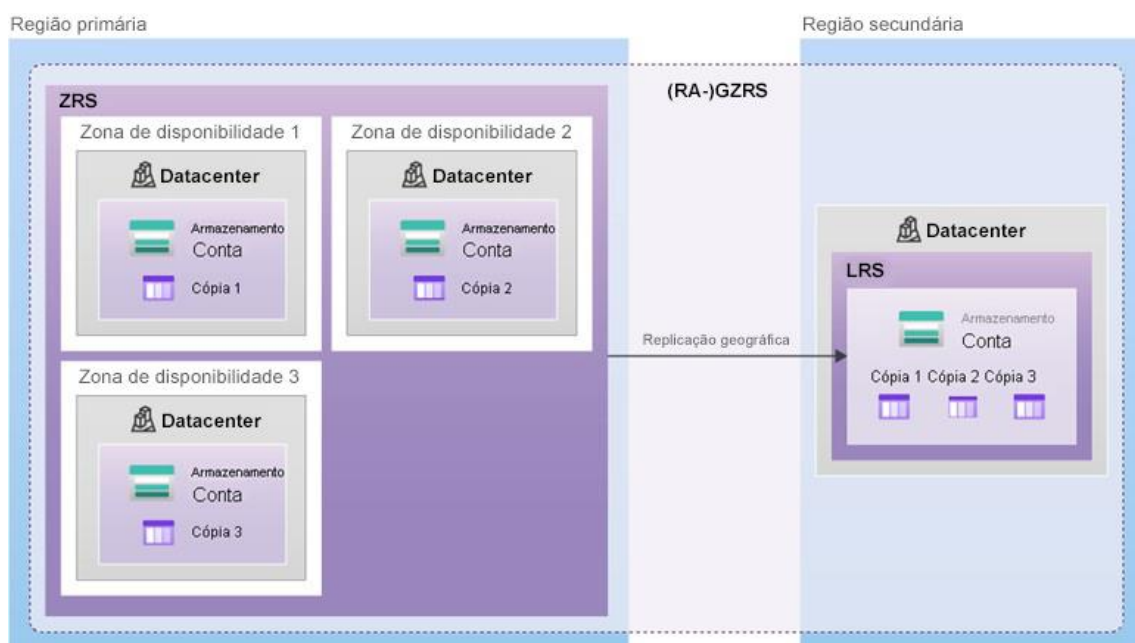 Região primária
Região secundária
(RA-)GZRS
ZRS
Zona de disponibilidade 1
Datacenter
Armazenamento
Conta
Cópia 1
Zona de disponibilidade 2
Datacenter
Armazenamento
Conta
Cópia 2
Zona de disponibilidade 3
Datacenter
Armazenamento
Conta
Cópia 3
Replicação geográfica
Datacenter
LRS
Armazenamento
Conta
Cópia 1 Cópia 2 Cópia 3